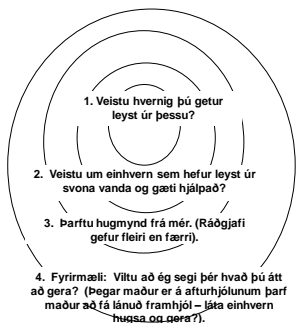 1. Veistu hvernig þú getur
leyst úr þessu?
2. Veistu um einhvern sem hefur leyst úr
svona vanda og gæti hjálpað?
3. Þarftu hugmynd frá mér. (Ráðgjafi
gefur fleiri en færri).
4. Fyrirmæli: Viltu að ég segi þér hvað þú átt
að gera? (Þegar maður er á afturhjólunum þarf
maður að fá lánuð framhjól – láta einhvern
hugsa og gera?).